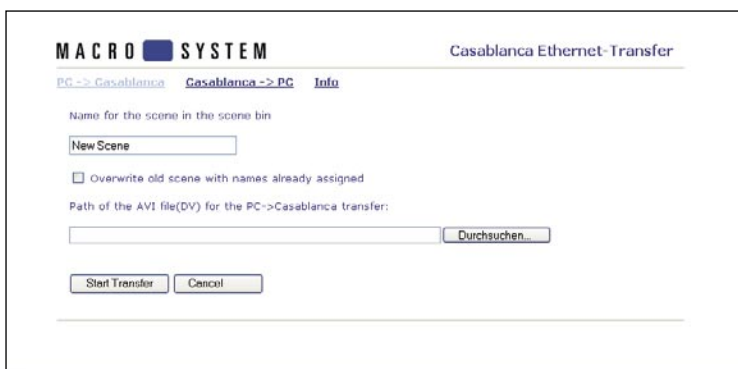 MACRO SYSTEM Casablanca Ethernet-Transfer
PC -> Casablanca Casablanca -> PC Info
Name for the scene in the scene bin
New Scene
Overwrite old scene with names already assigned
Path of the AVI file(DV) for the PC->Casablanca transfer:
Durchsuchen...
Start Transfer Cancel